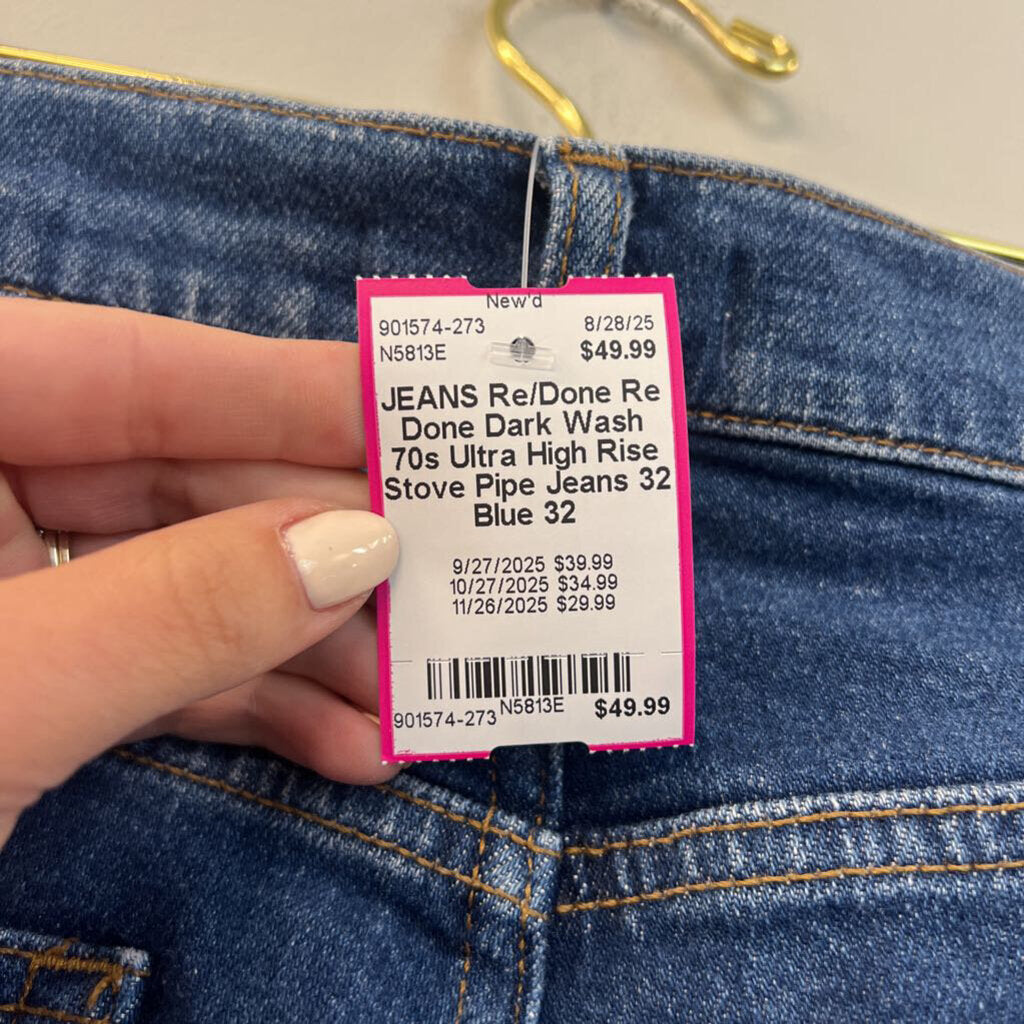 New'd
901574-273 8/28/25
N5813E $49.99
JEANS Re/Done Re
Done Dark Wash
70s Ultra High Rise
Stove Pipe Jeans 32
Blue 32
9/27/2025 $39.99
10/27/2025 $34.99
11/26/2025 $29.99
901574-273 N5813E $49.99